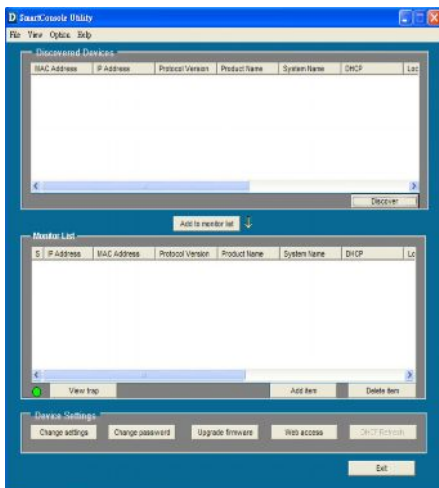 D SmartConsole Utility
File View Option Help
Discovered Devices
MAC Address IP Address Protocol Version Product Name System Name DHCP Loc
Discover
Add to monitor list
Monitor List
S IP Address MAC Address Protocol Version Product Name System Name DHCP Lo
View trap Add item Delete item
Device Settings
Change settings Change password Upgrade firmware Web access DHCP Refresh
Exit